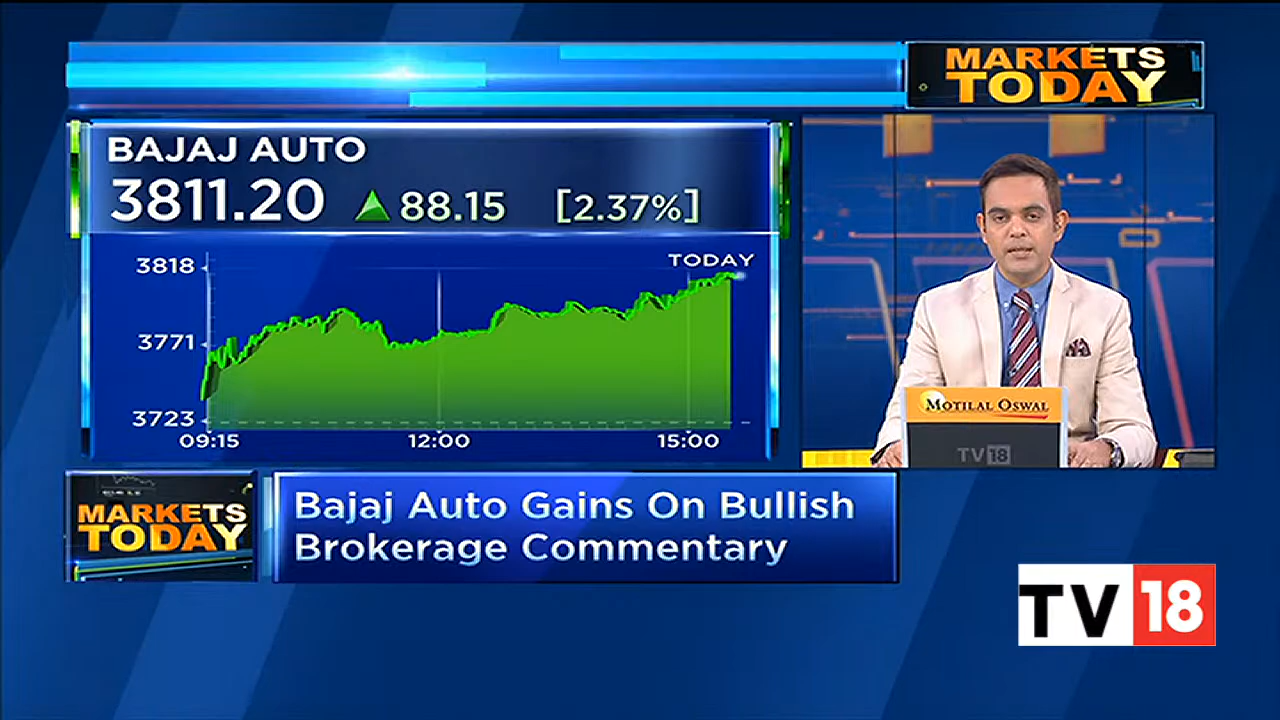 MARKETS
TODAY
BAJAJ AUTO
3811.20 ▲ 88.15 [2.37%]
TODAY
3818
3771
3723
09:15 12:00 15:00
MOTILAL OSWAL
TV18
MARKETS
TODAY
Bajaj Auto Gains On Bullish
Brokerage Commentary
TV18